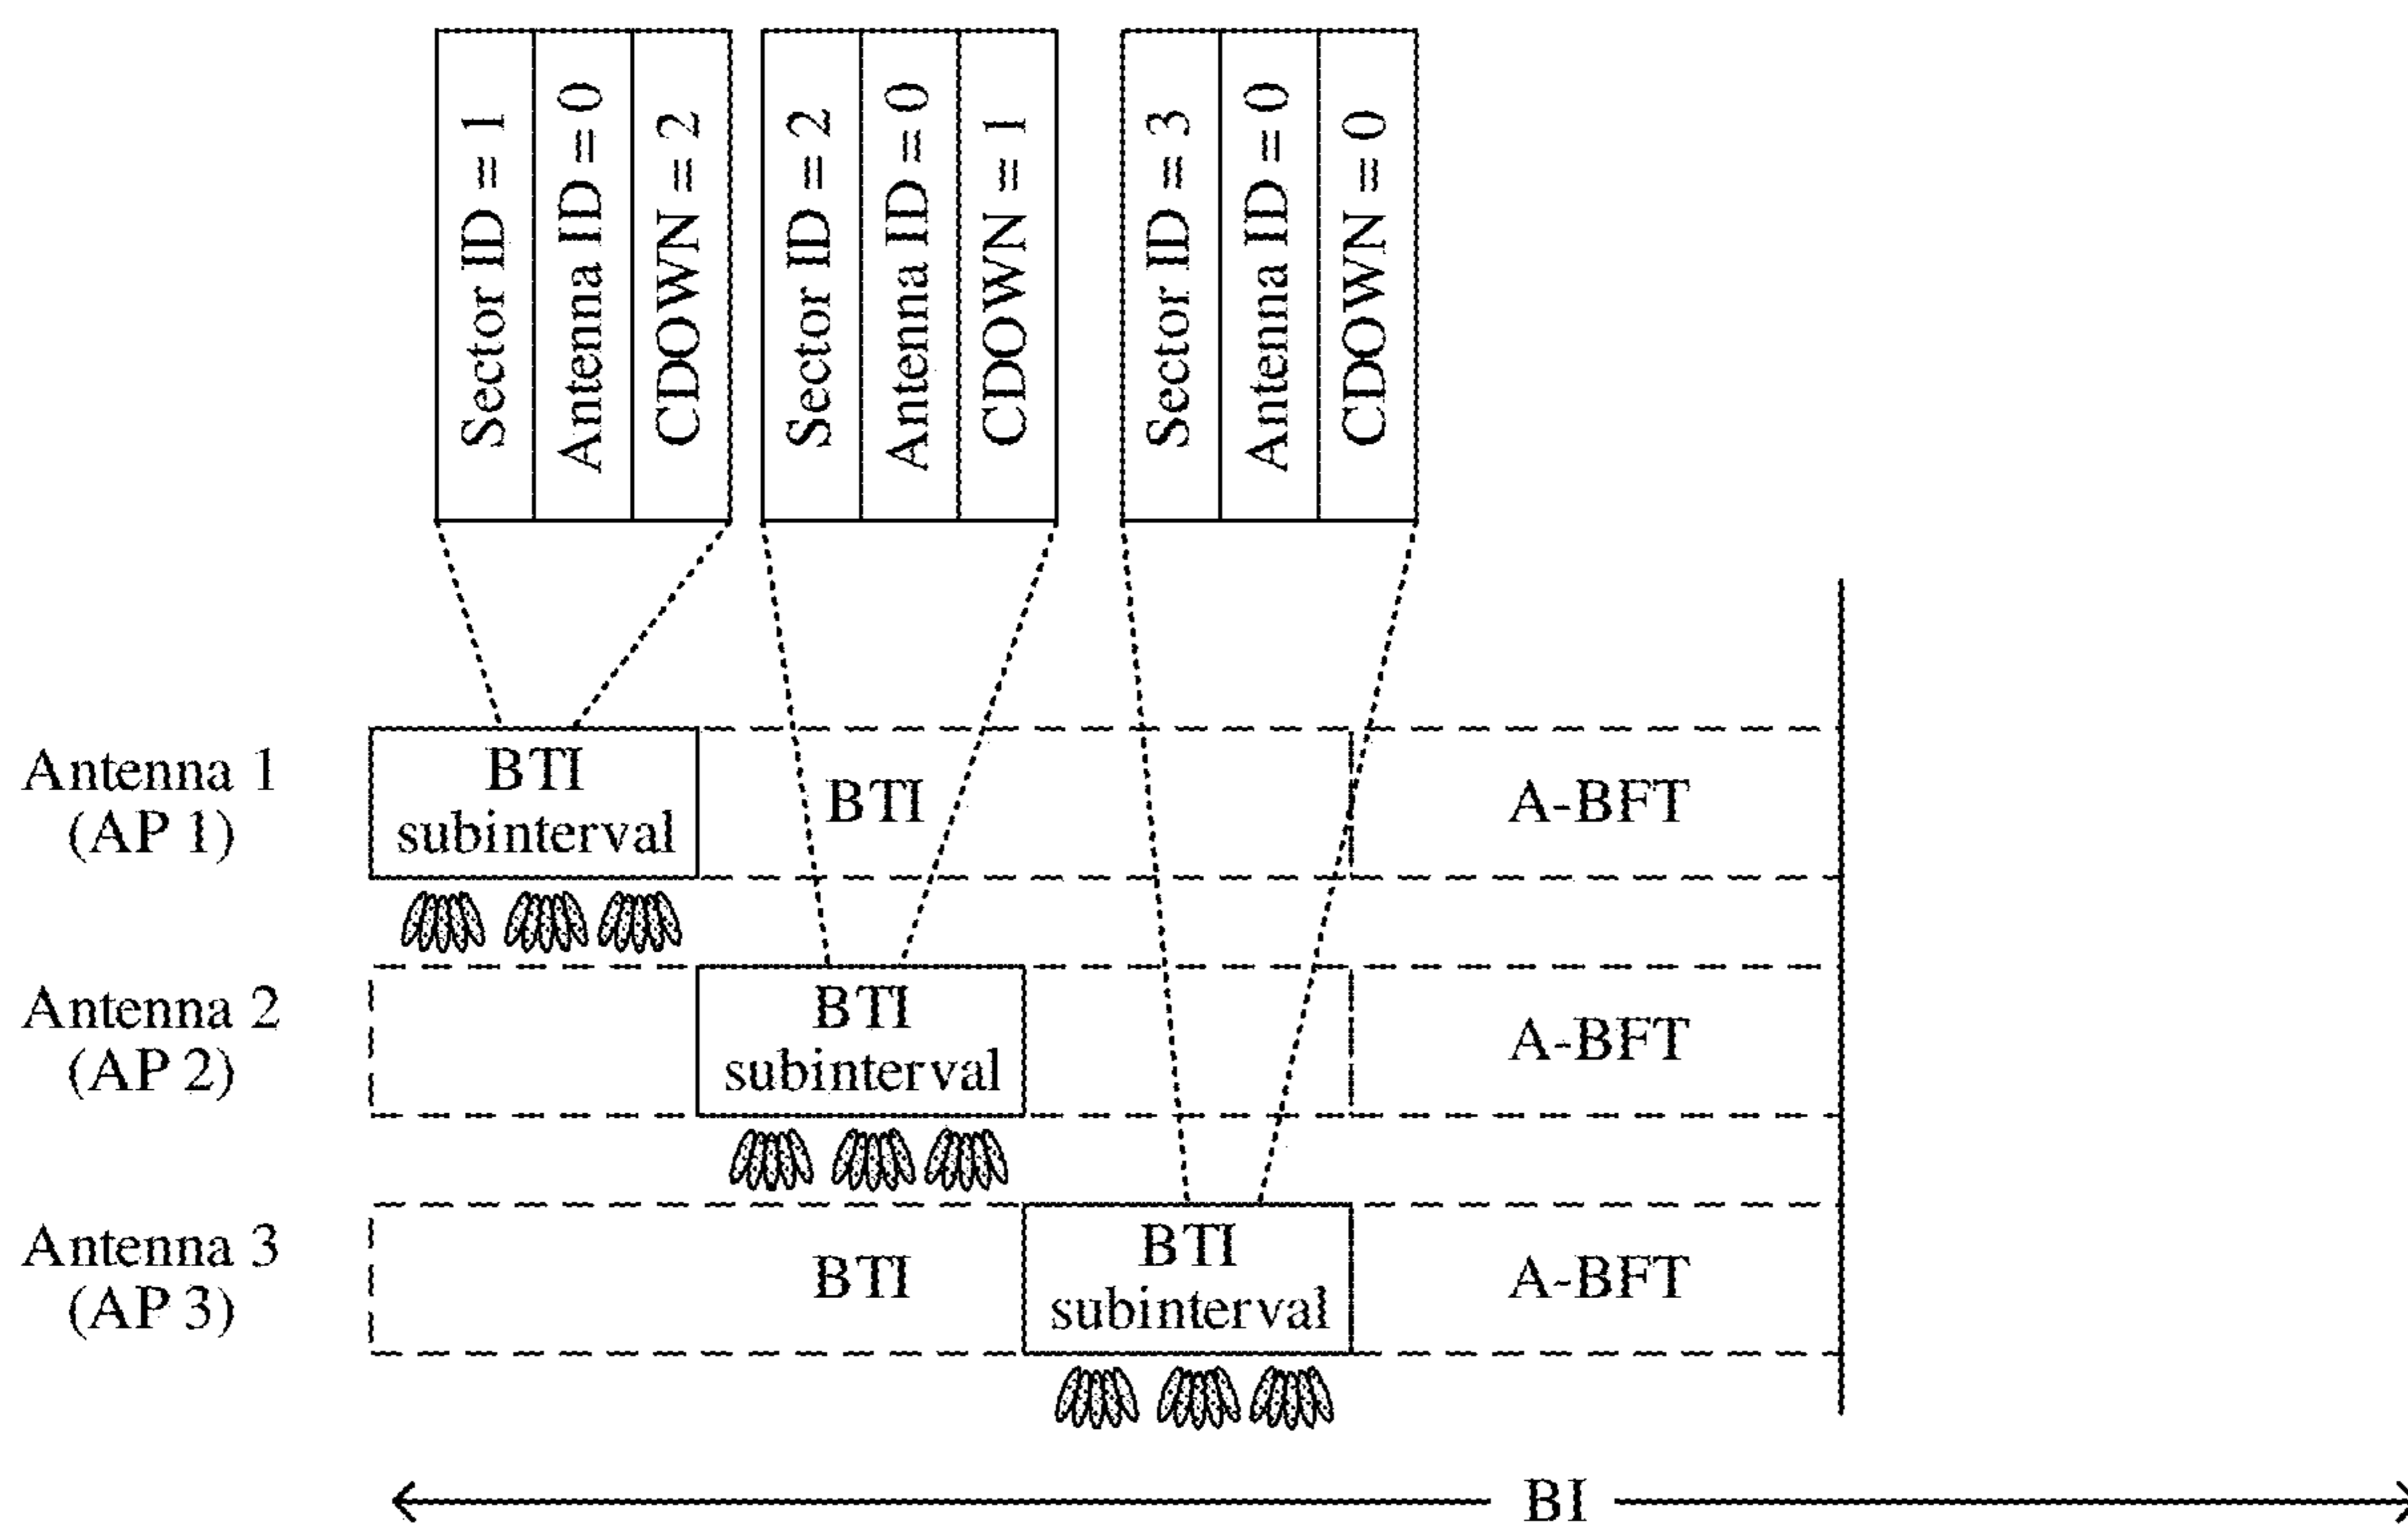 Sector ID = 1
Antenna ID = 0
CDOWN = 2
Sector ID = 2
Antenna ID = 0
CDOWN = 1
Sector ID = 3
Antenna ID = 0
CDOWN = 0
Antenna 1
(AP 1)
BTI
subinterval
BTI
A-BFT
Antenna 2
(AP 2)
BTI
subinterval
A-BFT
Antenna 3
(AP 3)
BTI
BTI
subinterval
A-BFT
BI